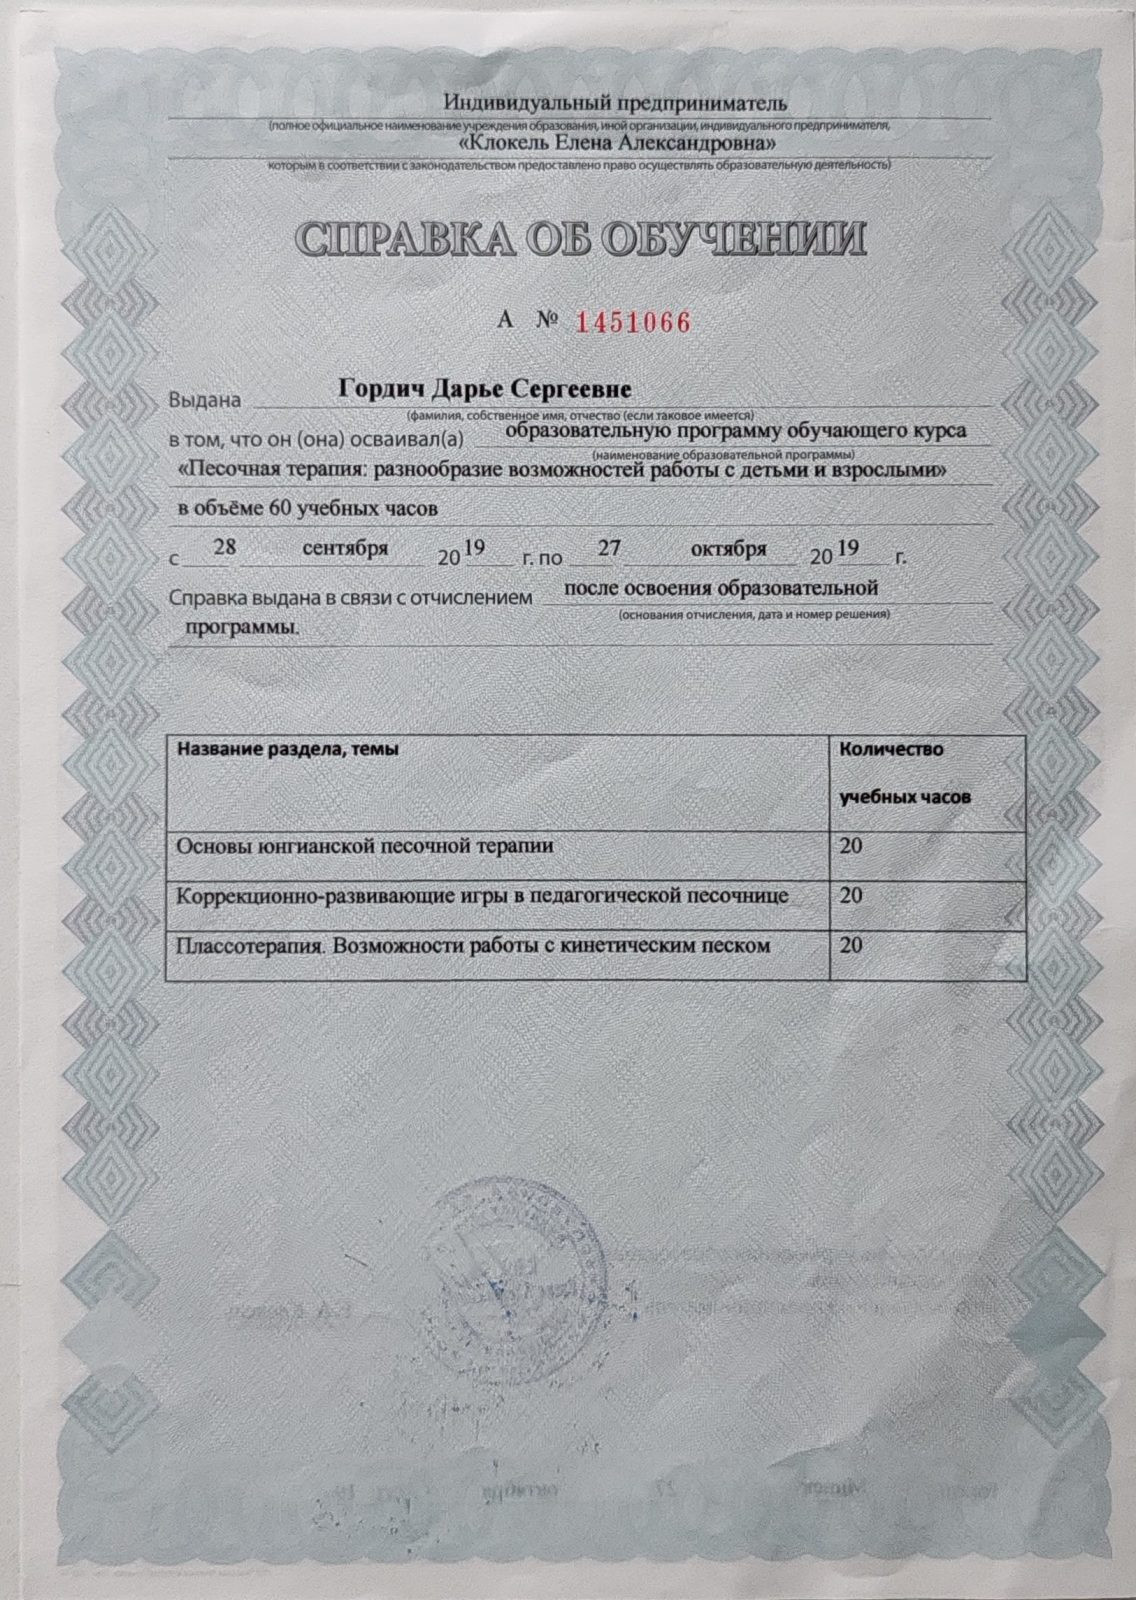 Индивидуальный предприниматель
(полное официальное наименование учреждения образования, иной организации, индивидуального предпринимателя,
«Клокель Елена Александровна»
которым в соответствии с законодательством предоставлено право осуществлять образовательную деятельность)
СПРАВКА ОБ ОБУЧЕНИИ
А № 1451066
Выдана Гордич Дарье Сергеевне
(фамилия, собственное имя, отчество (если таковое имеется)
в том, что он (она) осваивал(а) образовательную программу обучающего курса
(наименование образовательной программы)
«Песочная терапия: разнообразие возможностей работы с детьми и взрослыми»
в объёме 60 учебных часов
с 28 сентября 2019 г. по 27 октября 2019 г.
Справка выдана в связи с отчислением после освоения образовательной
(основания отчисления, дата и номер решения)
программы.
Название раздела, темы Количество
учебных часов
Основы юнгианской песочной терапии 20
Коррекционно-развивающие игры в педагогической песочнице 20
Плассотерапия. Возможности работы с кинетическим песком 20